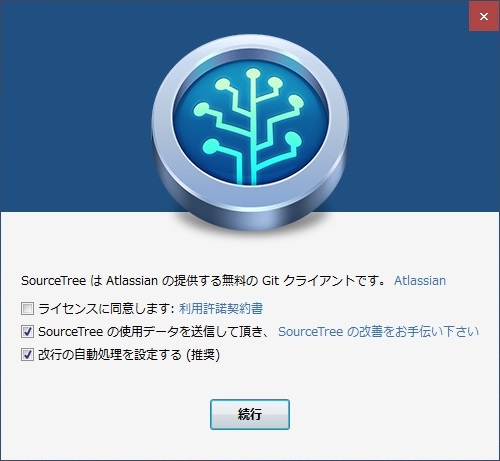 SourceTree は Atlassian の提供する無料の Git クライアントです。 Atlassian
ライセンスに同意します: 利用許諾契約書
SourceTree の使用データを送信して頂き、 SourceTree の改善をお手伝い下さい
改行の自動処理を設定する (推奨)
続行